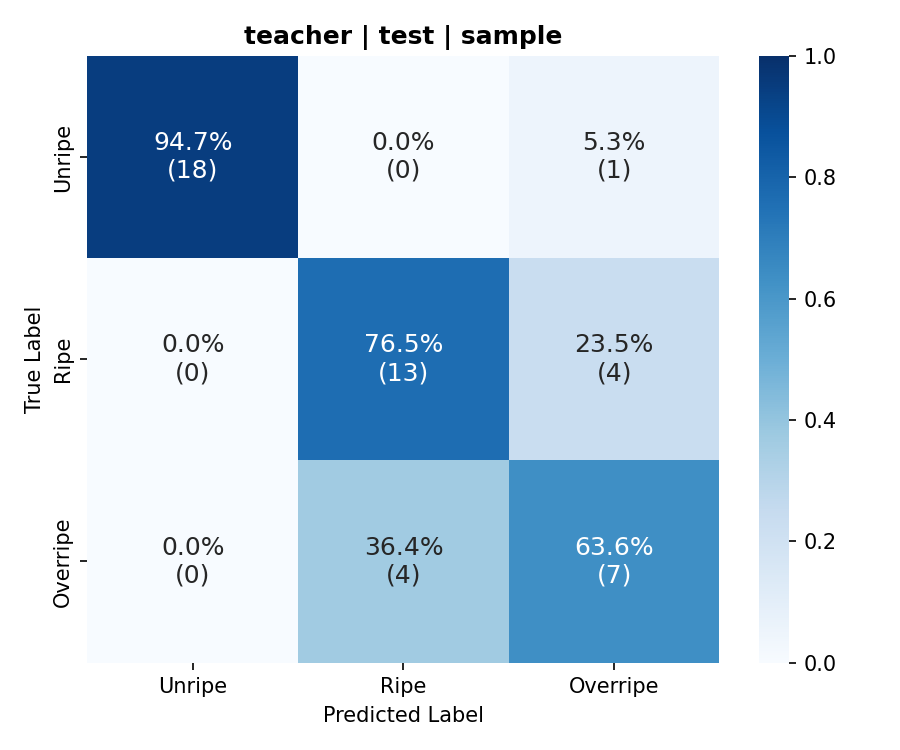 teacher | test | sample
94.7%
(18)
0.0%
(0)
5.3%
(1)
0.0%
(0)
76.5%
(13)
23.5%
(4)
0.0%
(0)
36.4%
(4)
63.6%
(7)
True Label
Unripe
Ripe
Overripe
Unripe
Ripe
Overripe
Predicted Label
1.0
0.8
0.6
0.4
0.2
0.0